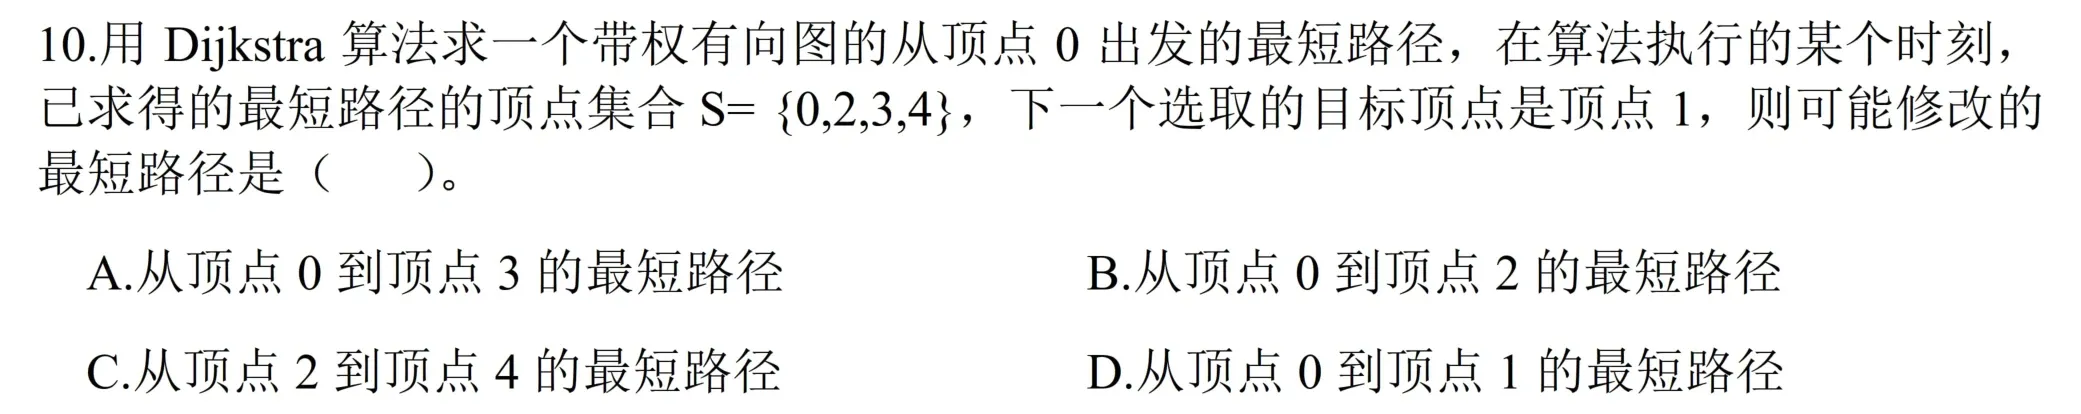 10.用 Dijkstra 算法求一个带权有向图的从顶点 0 出发的最短路径，在算法执行的某个时刻，
已求得的最短路径的顶点集合 S= {0,2,3,4}，下一个选取的目标顶点是顶点 1，则可能修改的
最短路径是（　　）。
A.从顶点 0 到顶点 3 的最短路径　　B.从顶点 0 到顶点 2 的最短路径
C.从顶点 2 到顶点 4 的最短路径　　D.从顶点 0 到顶点 1 的最短路径